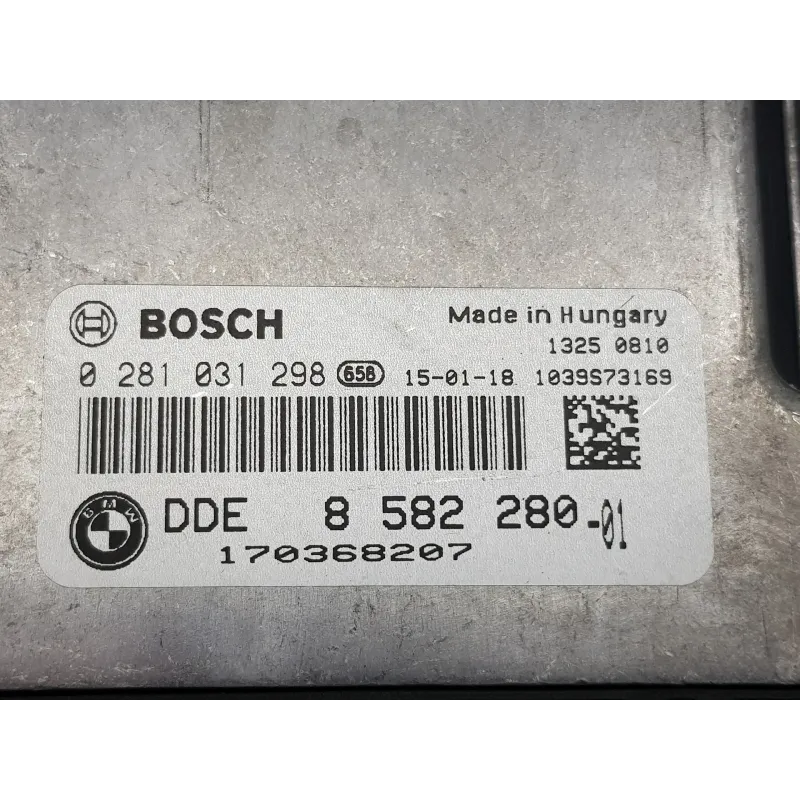 BOSCH Made in Hungary
1325 0810
0 281 031 298 658 15-01-18 1039S73169
BMW DDE 8 582 280-01
170368207